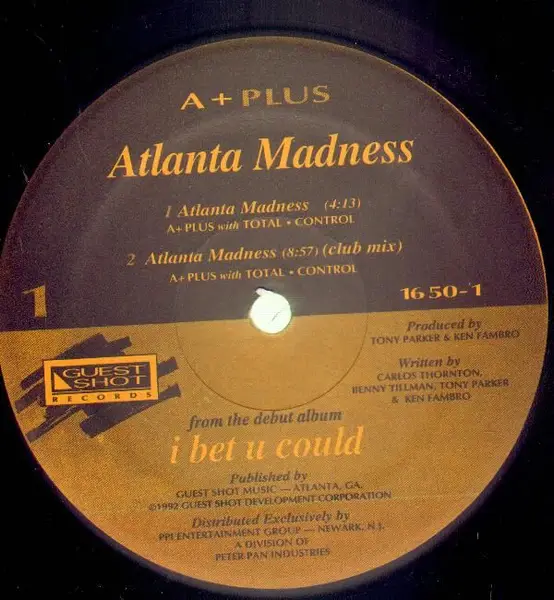 A + PLUS
Atlanta Madness
1 Atlanta Madness (4:13)
A+ PLUS with TOTAL • CONTROL
2 Atlanta Madness (8:57) (club mix)
A+ PLUS with TOTAL • CONTROL
1
16 50-1
Produced by
TONY PARKER & KEN FAMBRO
Written by
CARLOS THORNTON,
BENNY TILLMAN, TONY PARKER
& KEN FAMBRO
GUEST
SHOT
RECORDS
from the debut album
i bet u could
Published by
GUEST SHOT MUSIC — ATLANTA, GA.
©1992 GUEST SHOT DEVELOPMENT CORPORATION
Distributed Exclusively by
PPI ENTERTAINMENT GROUP — NEWARK, N.J.
A DIVISION OF
PETER PAN INDUSTRIES